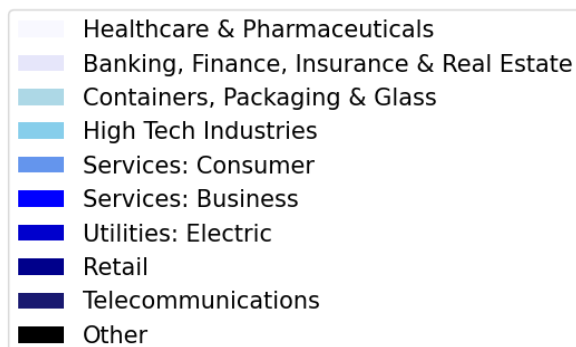 Healthcare & Pharmaceuticals
Banking, Finance, Insurance & Real Estate
Containers, Packaging & Glass
High Tech Industries
Services: Consumer
Services: Business
Utilities: Electric
Retail
Telecommunications
Other